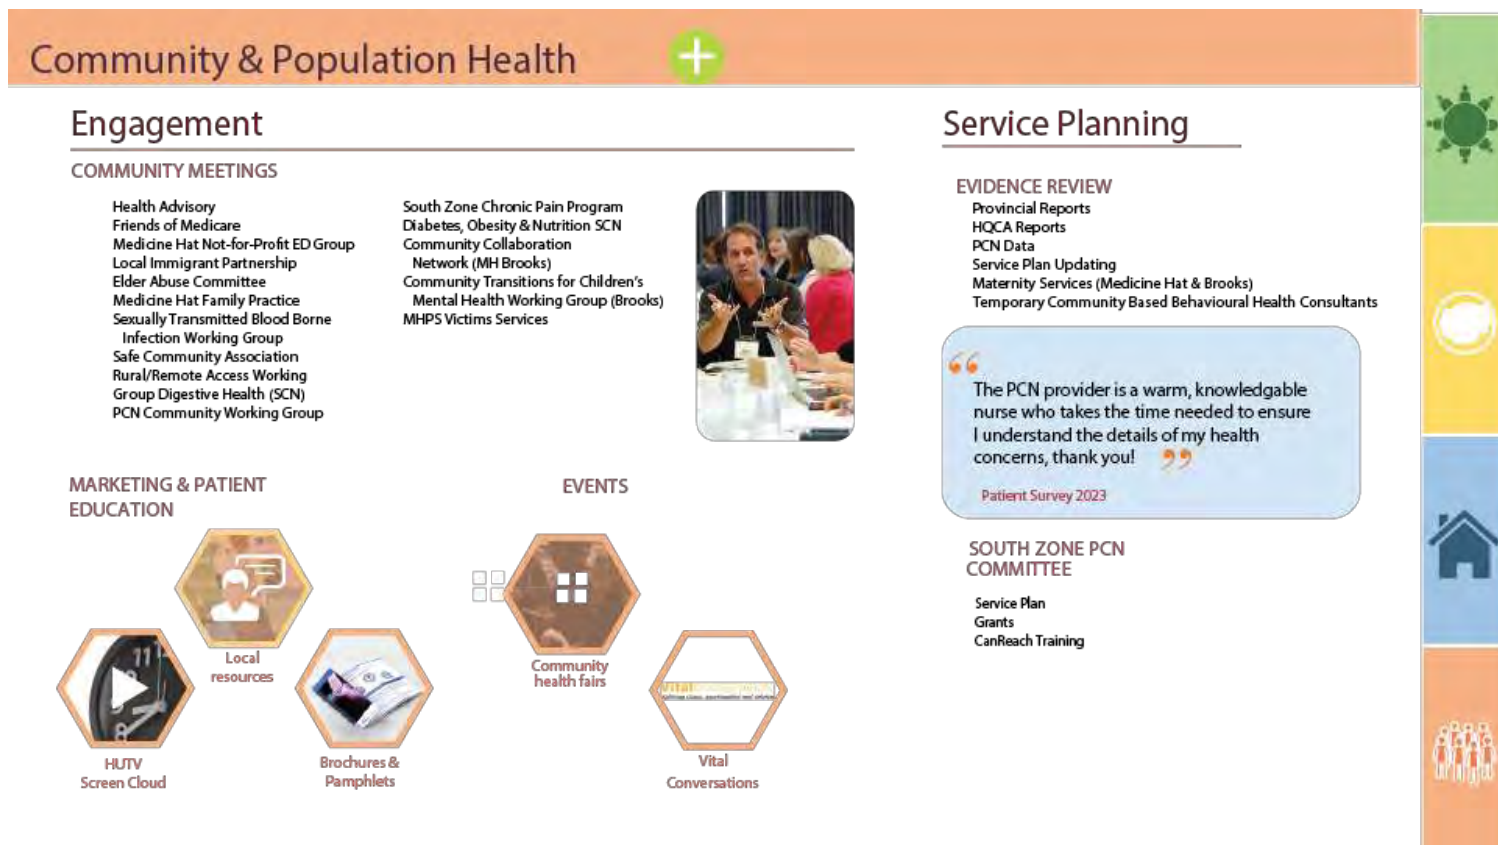 Community & Population Health
Engagement
COMMUNITY MEETINGS
Health Advisory
Friends of Medicare
Medicine Hat Not-for-Profit ED Group
Local Immigrant Partnership
Elder Abuse Committee
Medicine Hat Family Practice
Sexually Transmitted Blood Borne
Infection Working Group
Safe Community Association
Rural/Remote Access Working
Group Digestive Health (SCN)
PCN Community Working Group
South Zone Chronic Pain Program
Diabetes, Obesity & Nutrition SCN
Community Collaboration
Network (MH Brooks)
Community Transitions for Children's
Mental Health Working Group (Brooks)
MHPS Victims Services
MARKETING & PATIENT
EDUCATION
11
8
Local
resources
HUTV
Screen Cloud
Brochures &
Pamphlets
EVENTS
Community
health fairs
Vital
Conversations
Service Planning
EVIDENCE REVIEW
Provincial Reports
HQCA Reports
PCN Data
Service Plan Updating
Maternity Services (Medicine Hat & Brooks)
Temporary Community Based Behavioural Health Consultants
“
The PCN provider is a warm, knowledgable
nurse who takes the time needed to ensure
I understand the details of my health
concerns, thank you! ”
Patient Survey 2023
SOUTH ZONE PCN
COMMITTEE
Service Plan
Grants
CanReach Training